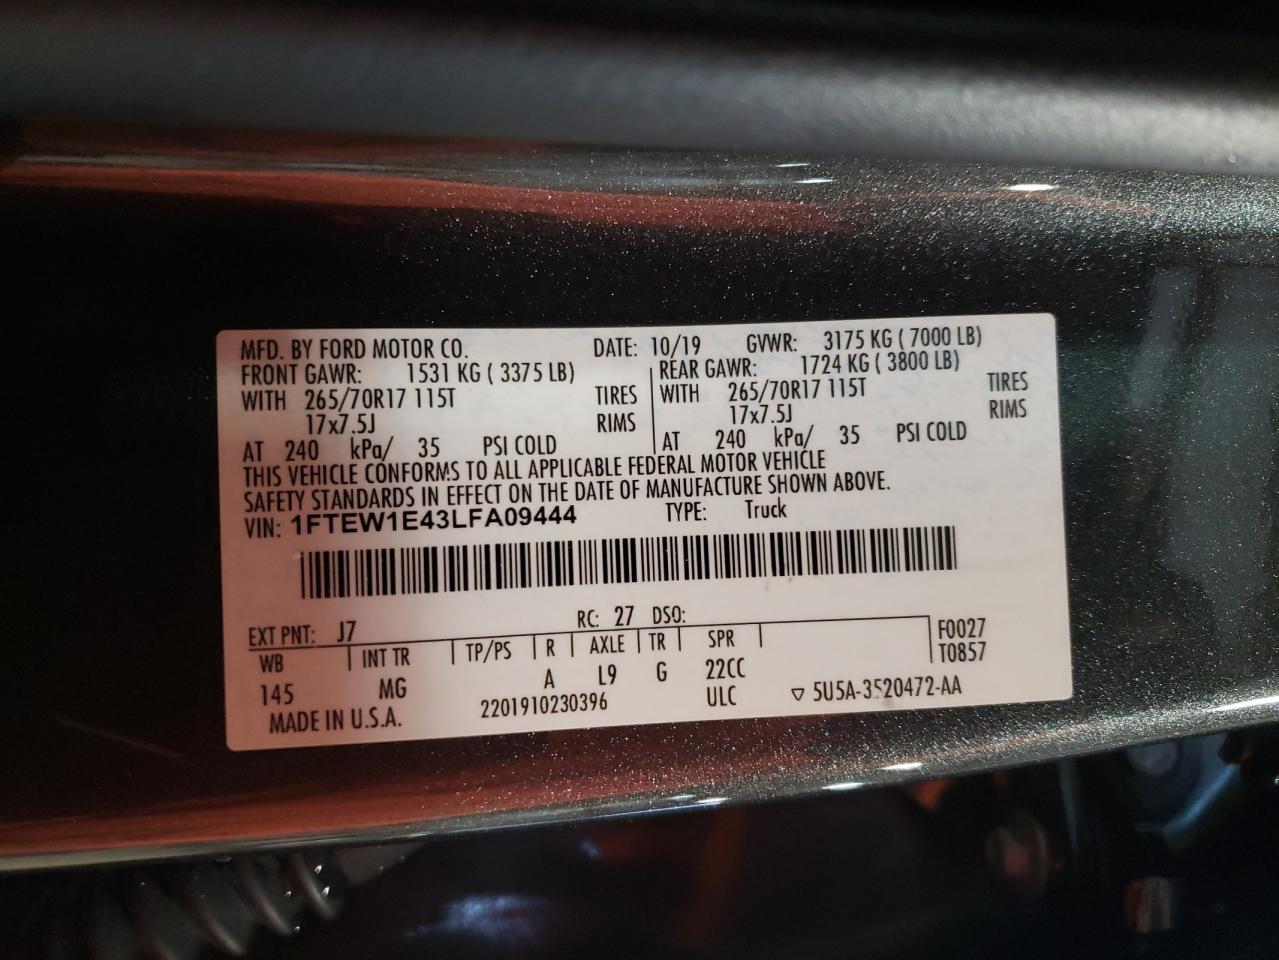 MFD. BY FORD MOTOR CO. DATE: 10/19 GVWR: 3175 KG ( 7000 LB)
FRONT GAWR: 1531 KG ( 3375 LB) REAR GAWR: 1724 KG ( 3800 LB)
WITH 265/70R17 115T TIRES WITH 265/70R17 115T TIRES
17x7.5J RIMS 17x7.5J RIMS
AT 240 kPa/ 35 PSI COLD AT 240 kPa/ 35 PSI COLD
THIS VEHICLE CONFORMS TO ALL APPLICABLE FEDERAL MOTOR VEHICLE
SAFETY STANDARDS IN EFFECT ON THE DATE OF MANUFACTURE SHOWN ABOVE.
VIN: 1FTEW1E43LFA09444 TYPE: Truck
EXT PNT: J7 RC: 27 DSO: F0027
WB INT TR TP/PS R AXLE TR SPR T0857
145 MG A L9 G 22CC
MADE IN U.S.A. 2201910230396 ULC ▽ 5U5A-3520472-AA